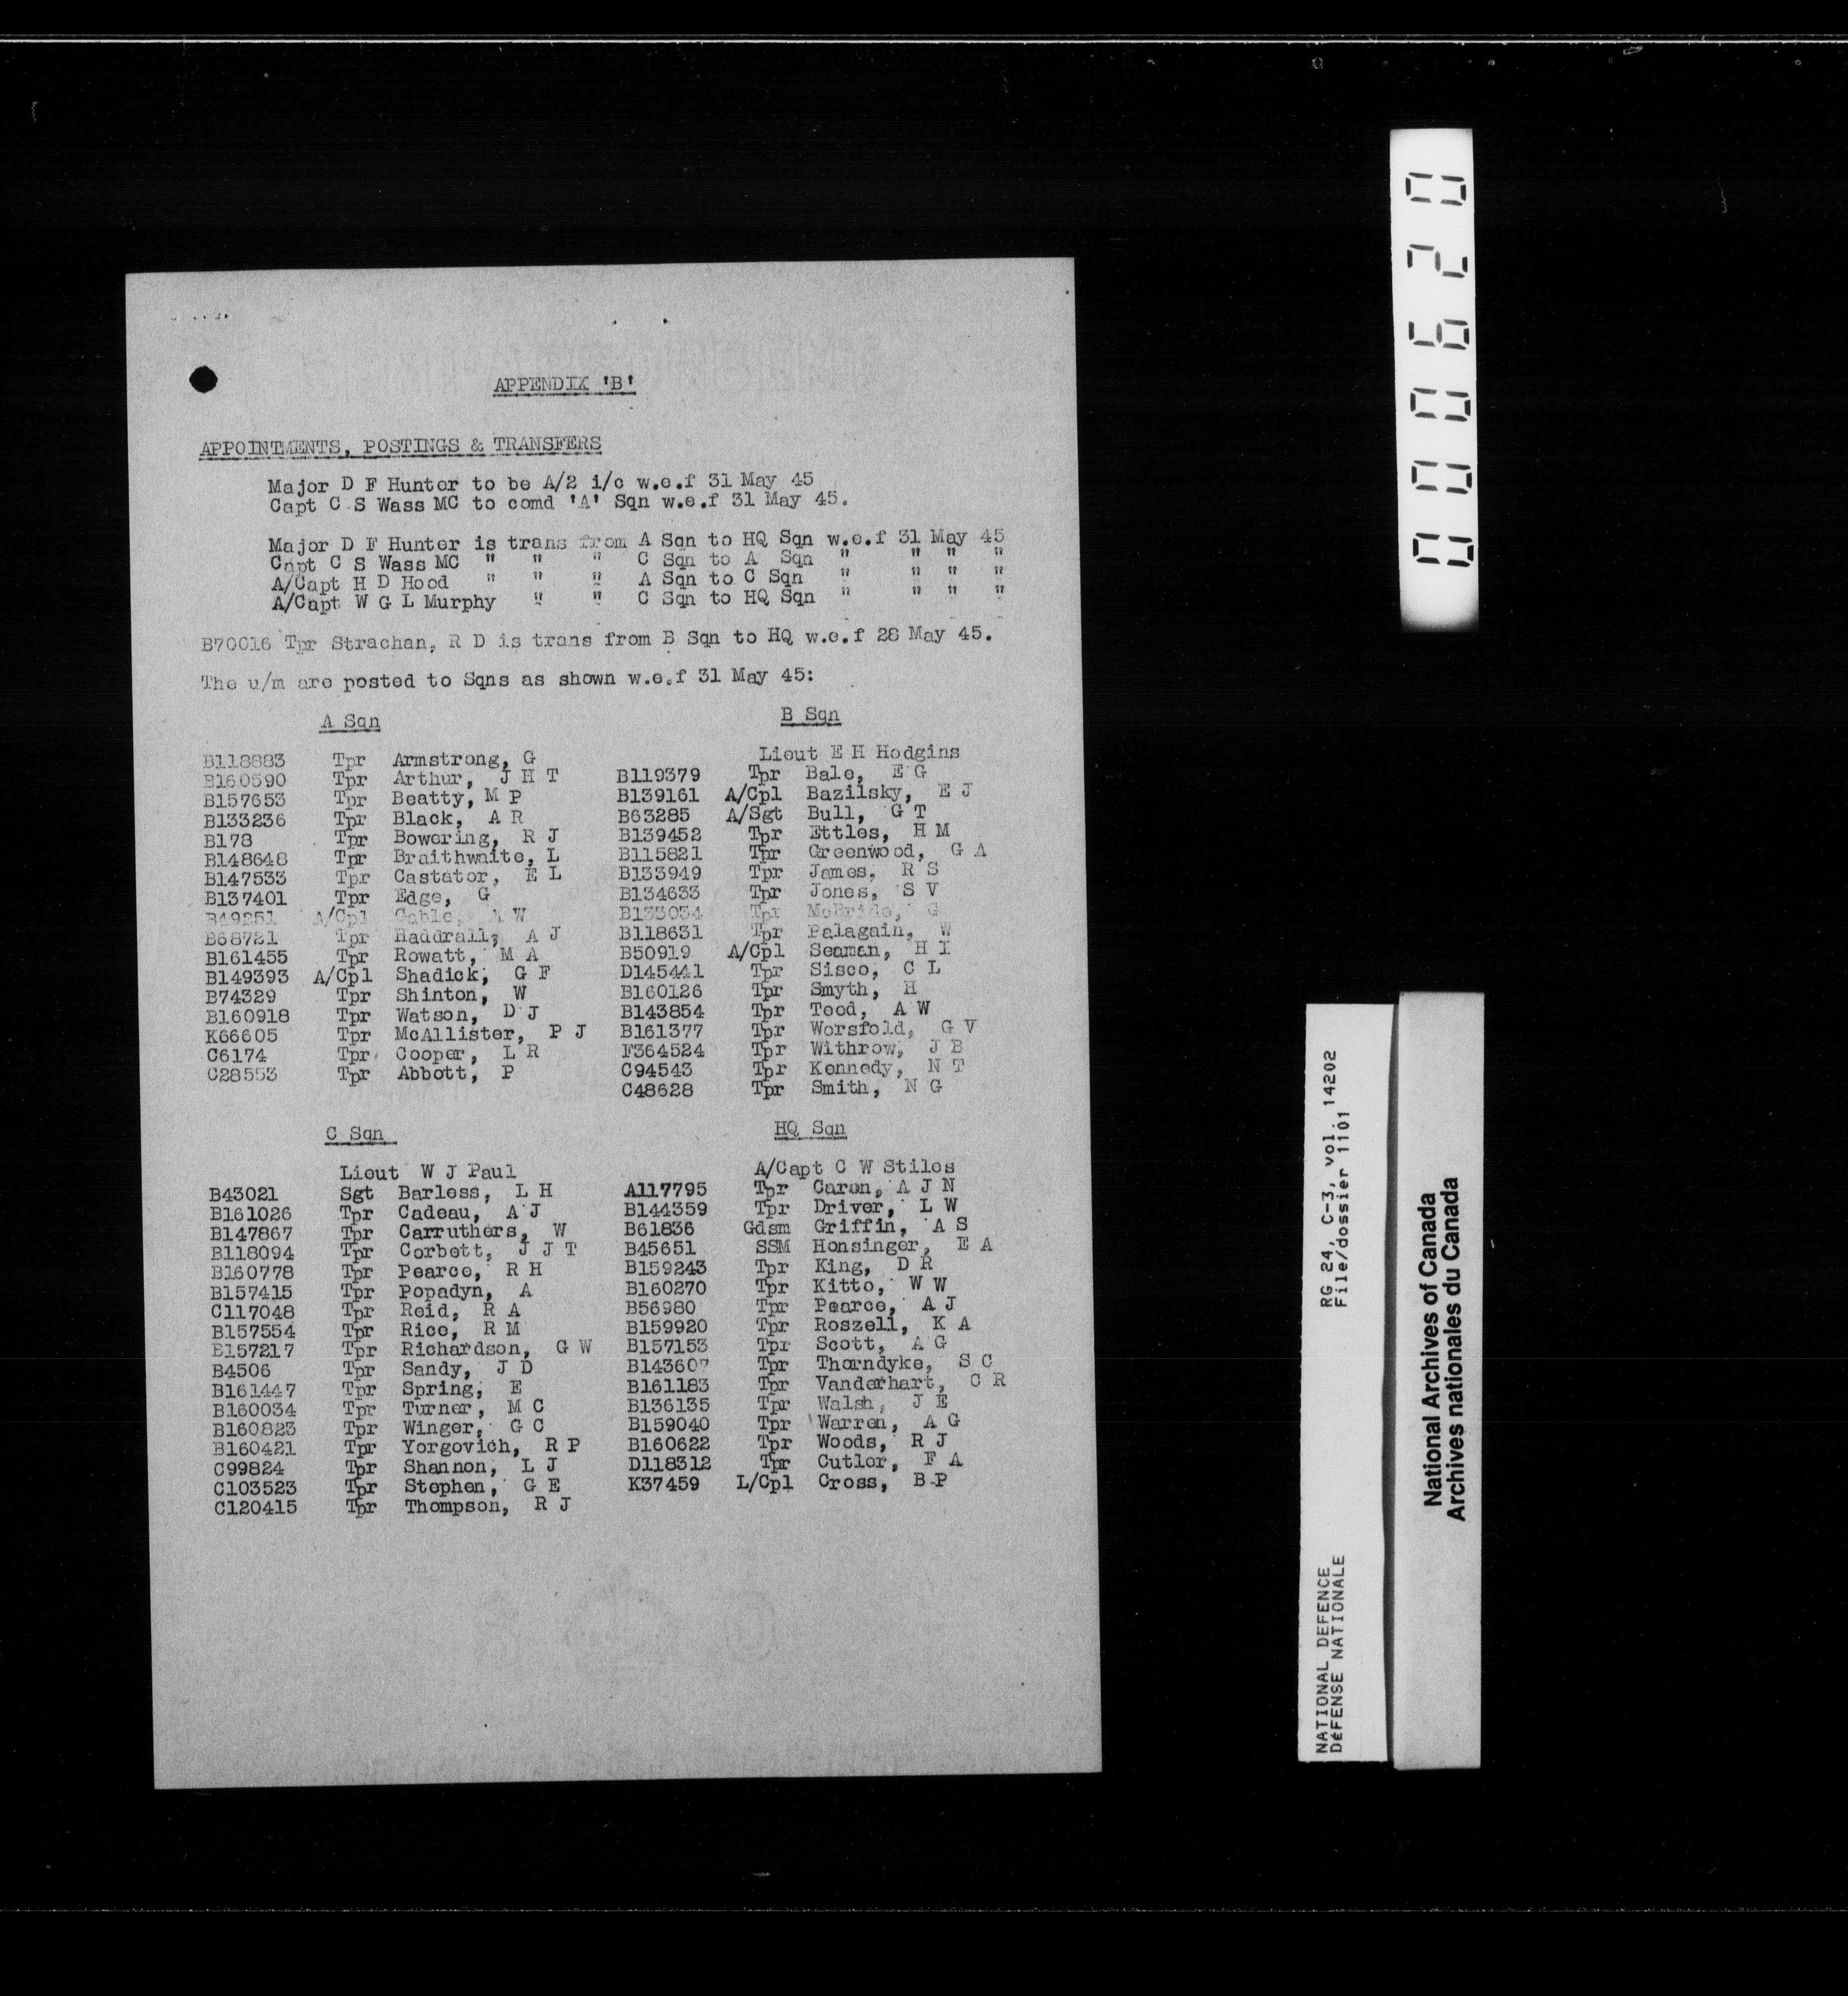 APPENDIX 'B'
APPOINTMENTS, POSTINGS & TRANSFERS
Major D F Hunter to be A/2 i/c w.e.f 31 May 45
Capt C S Wass MC to comd 'A' Sqn w.e.f 31 May 45.
Major D F Hunter is trans from A Sqn to HQ Sqn w.e.f 31 May 45
Capt C S Wass MC " " " C Sqn to A Sqn " " " "
A/Capt H D Hood " " " A Sqn to C Sqn " " " "
A/Capt W G L Murphy " " C Sqn to HQ Sqn " " " "
B70016 Tpr Strachan, R D is trans from B Sqn to HQ w.e.f 28 May 45.
The u/m are posted to Sqns as shown w.e.f 31 May 45:
A Sqn
B118883 Tpr Armstrong, G
B160590 Tpr Arthur, J H T
B157653 Tpr Beatty, M P
B133236 Tpr Black, A R
B178 Tpr Bowering, R J
B148648 Tpr Braithwaite, L
B147533 Tpr Castator, E L
B137401 Tpr Edge, G
B49251 A/Cpl Gable, A W
B68721 Tpr Haddrall, A J
B161455 Tpr Rowatt, M A
B149393 A/Cpl Shadick, G F
B74329 Tpr Shinton, W
B160918 Tpr Watson, D J
K66605 Tpr McAllister, P J
C6174 Tpr Cooper, L R
C28553 Tpr Abbott, P
B Sqn
Lieut E H Hodgins
B119379 Tpr Bale, E G
B139161 A/Cpl Bazilsky, E J
B63285 A/Sgt Bull, G T
B139452 Tpr Ettles, H M
B115821 Tpr Greenwood, G A
B133949 Tpr James, R S
B134633 Tpr Jones, S V
B133034 Tpr McBride, G
B118631 Tpr Palagain, W
B50919 A/Cpl Seaman, H I
D145441 Tpr Sisco, C L
B160126 Tpr Smyth, H
B143854 Tpr Teed, A W
B161377 Tpr Worsfold, G V
F364524 Tpr Withrow, J B
C94543 Tpr Kennedy, N T
C48628 Tpr Smith, N G
C Sqn
Lieut W J Paul
B43021 Sgt Barless, L H
B161026 Tpr Cadeau, A J
B147867 Tpr Carruthers, W
B118094 Tpr Corbett, J J T
B160778 Tpr Pearce, R H
B157415 Tpr Popadyn, A
C117048 Tpr Reid, R A
B157554 Tpr Rice, R M
B157217 Tpr Richardson, G W
B4506 Tpr Sandy, J D
B161447 Tpr Spring, E
B160034 Tpr Turner, M C
B160823 Tpr Winger, G C
B160421 Tpr Yorgovich, R P
C99824 Tpr Shannon, L J
C103523 Tpr Stephen, G E
C120415 Tpr Thompson, R J
HQ Sqn
A/Capt C W Stiles
A117795 Tpr Caron, A J N
B144359 Tpr Driver, L W
B61836 Gdsm Griffin, A S
B45651 SSM Honsinger, E A
B159243 Tpr King, D R
B160270 Tpr Kitto, W W
B56980 Tpr Pearce, A J
B159920 Tpr Roszell, K A
B157153 Tpr Scott, A G
B143607 Tpr Thorndyke, S C
B161183 Tpr Vanderhart, C R
B136135 Tpr Walsh, J E
B159040 Tpr Warren, A G
B160622 Tpr Woods, R J
D118312 Tpr Cutler, F A
K37459 L/Cpl Cross, B P
000620
NATIONAL DEFENCE RG 24, C-3, vol. 14202
DéFENSE NATIONALE File/dossier 1101
National Archives of Canada
Archives nationales du Canada